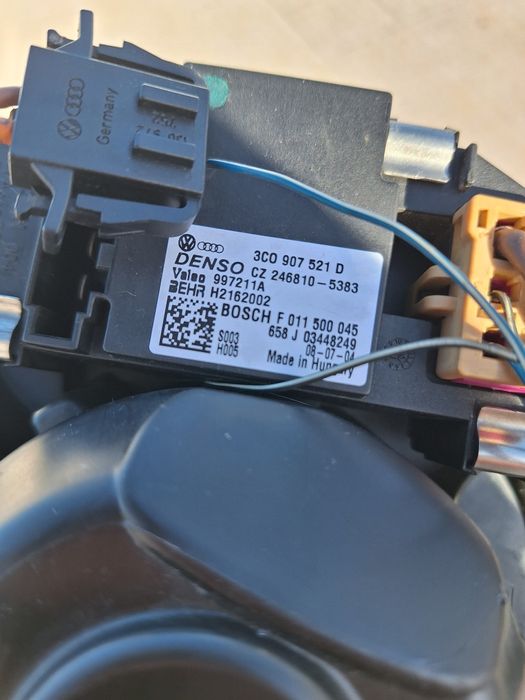 Germany
3C0 907 521 D
DENSO CZ 246810-5383
Valeo 997211A
BEHR H2162002
BOSCH F 011 500 045
658 J 03448249
S003
H005
08-07-04
Made in Hungary